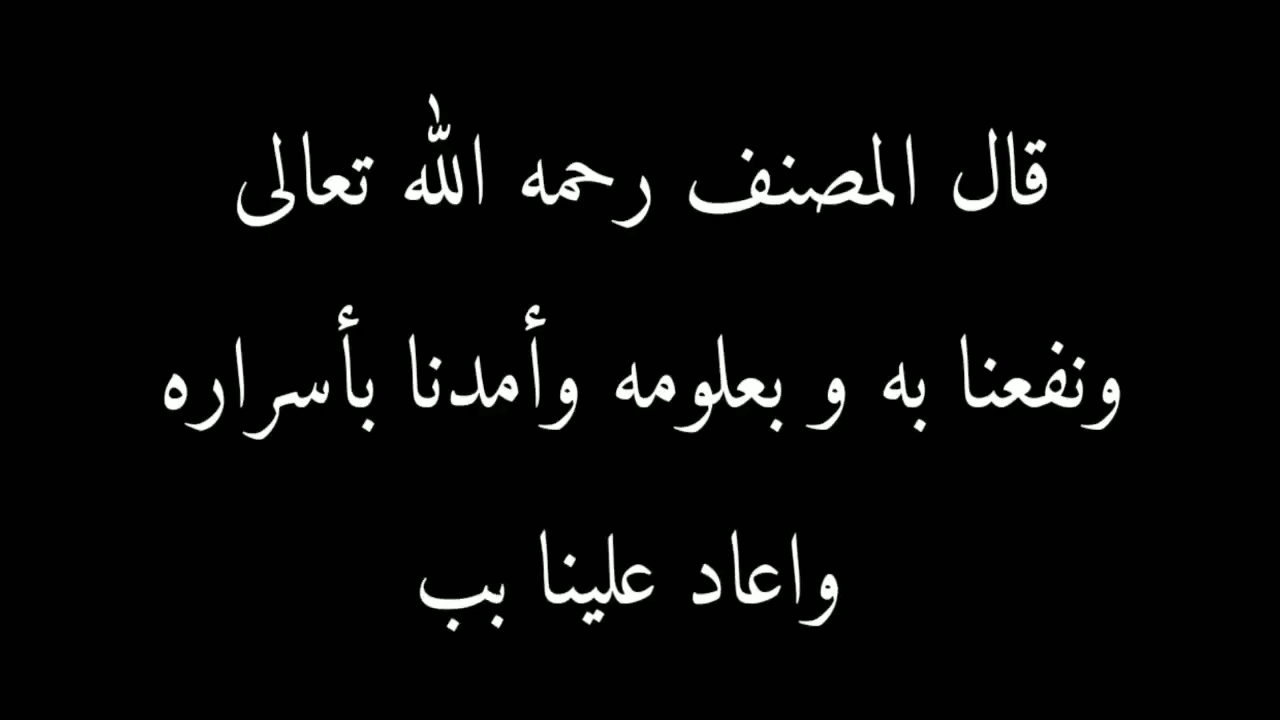 قال المصنف رحمه الله تعالى
ونفعنا به و بعلومه وأمدنا بأسراره
واعاد علينا بب